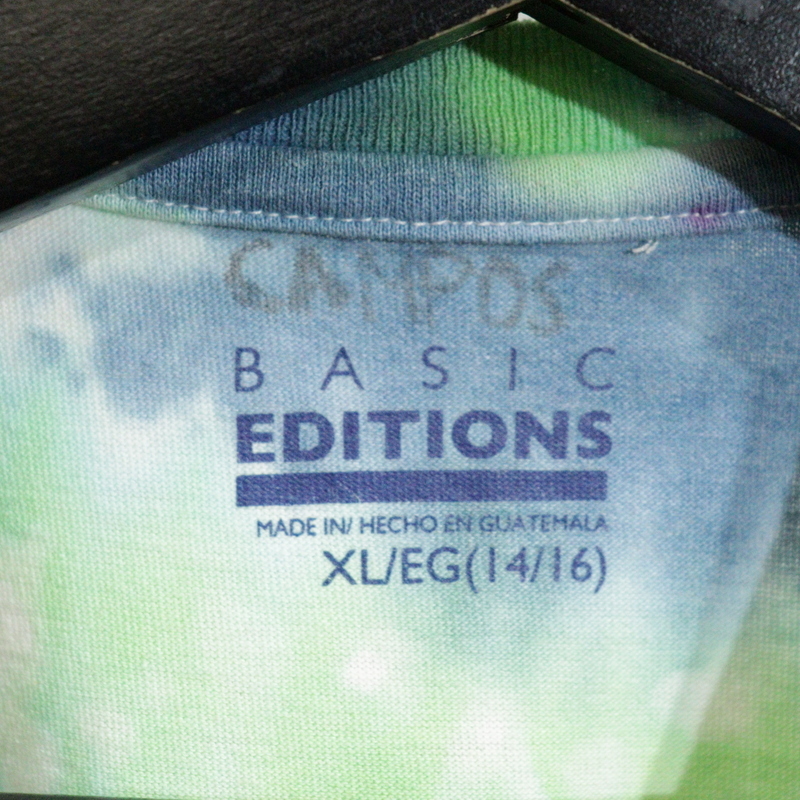 CAMPOS
BASIC
EDITIONS
MADE IN/ HECHO EN GUATEMALA
XL/EG(14/16)